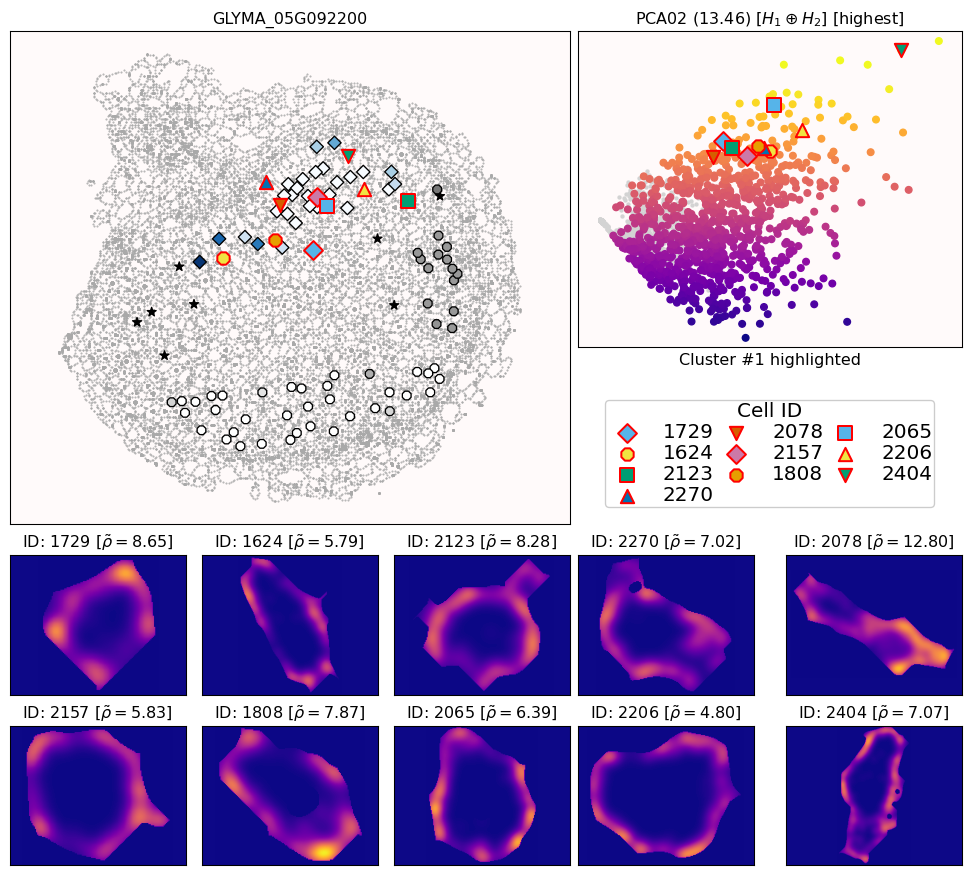 GLYMA_05G092200
PCA02 (13.46) [H₁ ⊕ H₂] [highest]
Cluster #1 highlighted
Cell ID
1729 2078 2065
1624 2157 2206
2123 1808 2404
2270
ID: 1729 [ρ̃ = 8.65] ID: 1624 [ρ̃ = 5.79] ID: 2123 [ρ̃ = 8.28] ID: 2270 [ρ̃ = 7.02] ID: 2078 [ρ̃ = 12.80]
ID: 2157 [ρ̃ = 5.83] ID: 1808 [ρ̃ = 7.87] ID: 2065 [ρ̃ = 6.39] ID: 2206 [ρ̃ = 4.80] ID: 2404 [ρ̃ = 7.07]